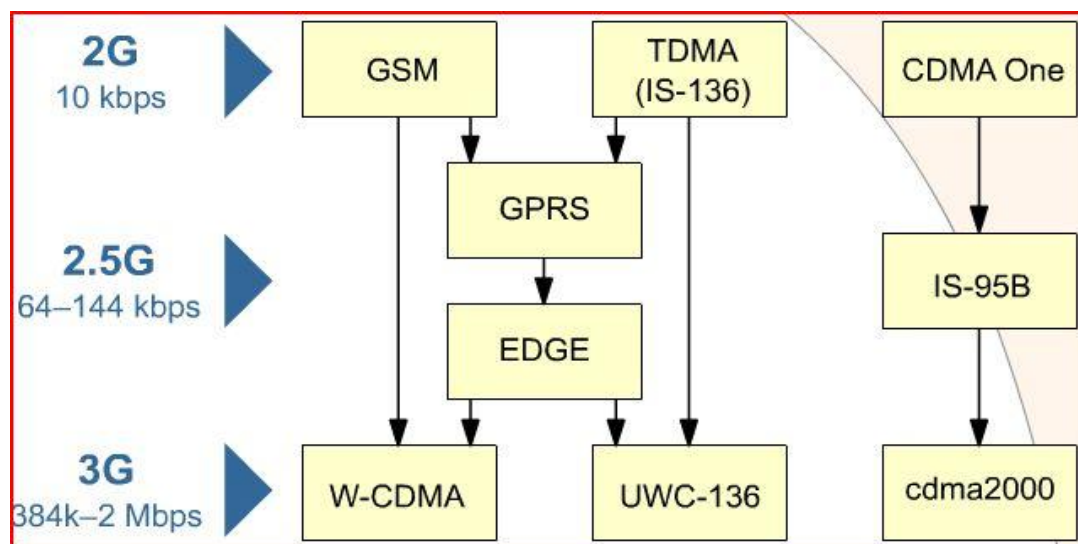 2G
10 kbps
GSM
TDMA
(IS-136)
CDMA One
GPRS
2.5G
64–144 kbps
IS-95B
EDGE
3G
384k–2 Mbps
W-CDMA
UWC-136
cdma2000